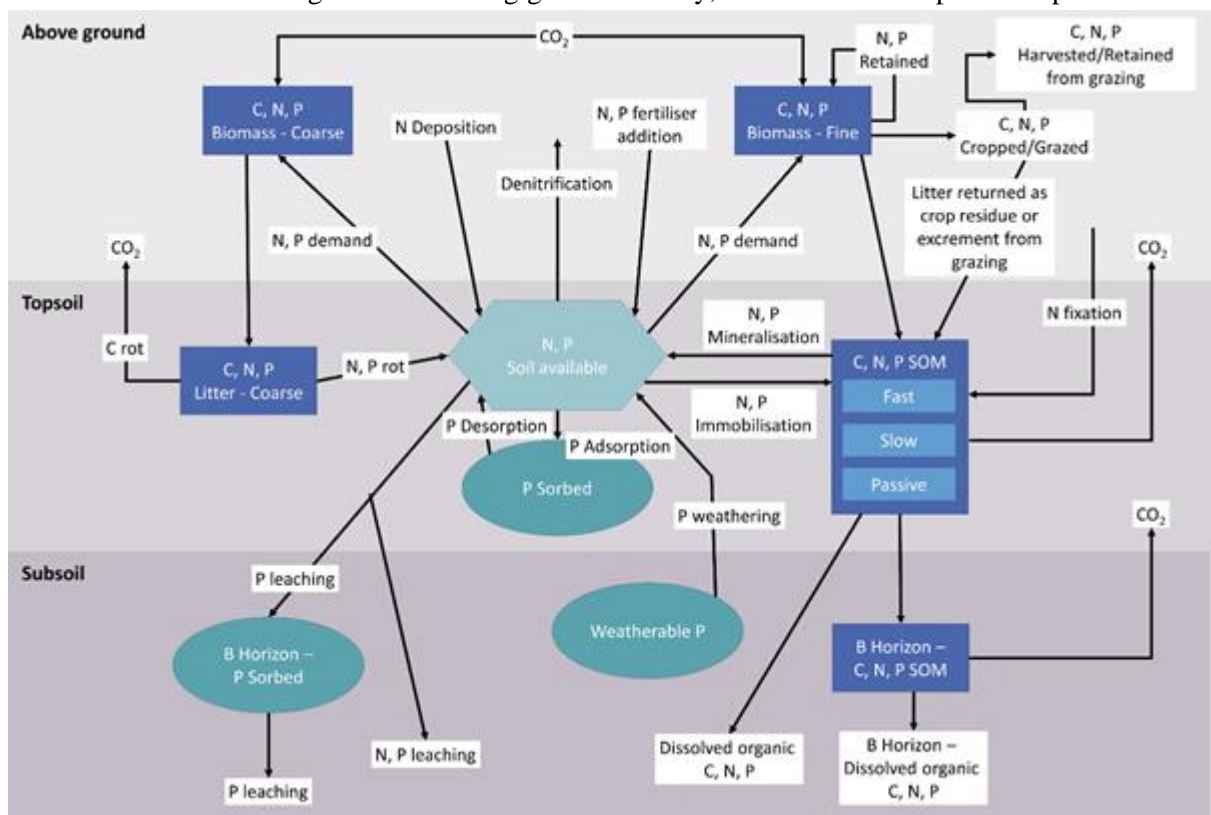 Above ground
CO₂
N, P
Retained
C, N, P
Harvested/Retained
from grazing
C, N, P
Biomass - Coarse
N Deposition
N, P fertiliser
addition
C, N, P
Biomass - Fine
C, N, P
Cropped/Grazed
Denitrification
Litter returned as
crop residue or
excrement from
grazing
N, P demand
N, P demand
CO₂
CO₂
Topsoil
N fixation
C rot
N, P
Mineralisation
N, P rot
N, P
Soil available
C, N, P
Litter - Coarse
C, N, P SOM
Fast
N, P
Immobilisation
P Desorption
P Adsorption
Slow
P Sorbed
Passive
P weathering
CO₂
Subsoil
P leaching
Weatherable P
B Horizon –
P Sorbed
B Horizon –
C, N, P SOM
N, P leaching
Dissolved organic
C, N, P
B Horizon –
Dissolved organic
C, N, P
P leaching